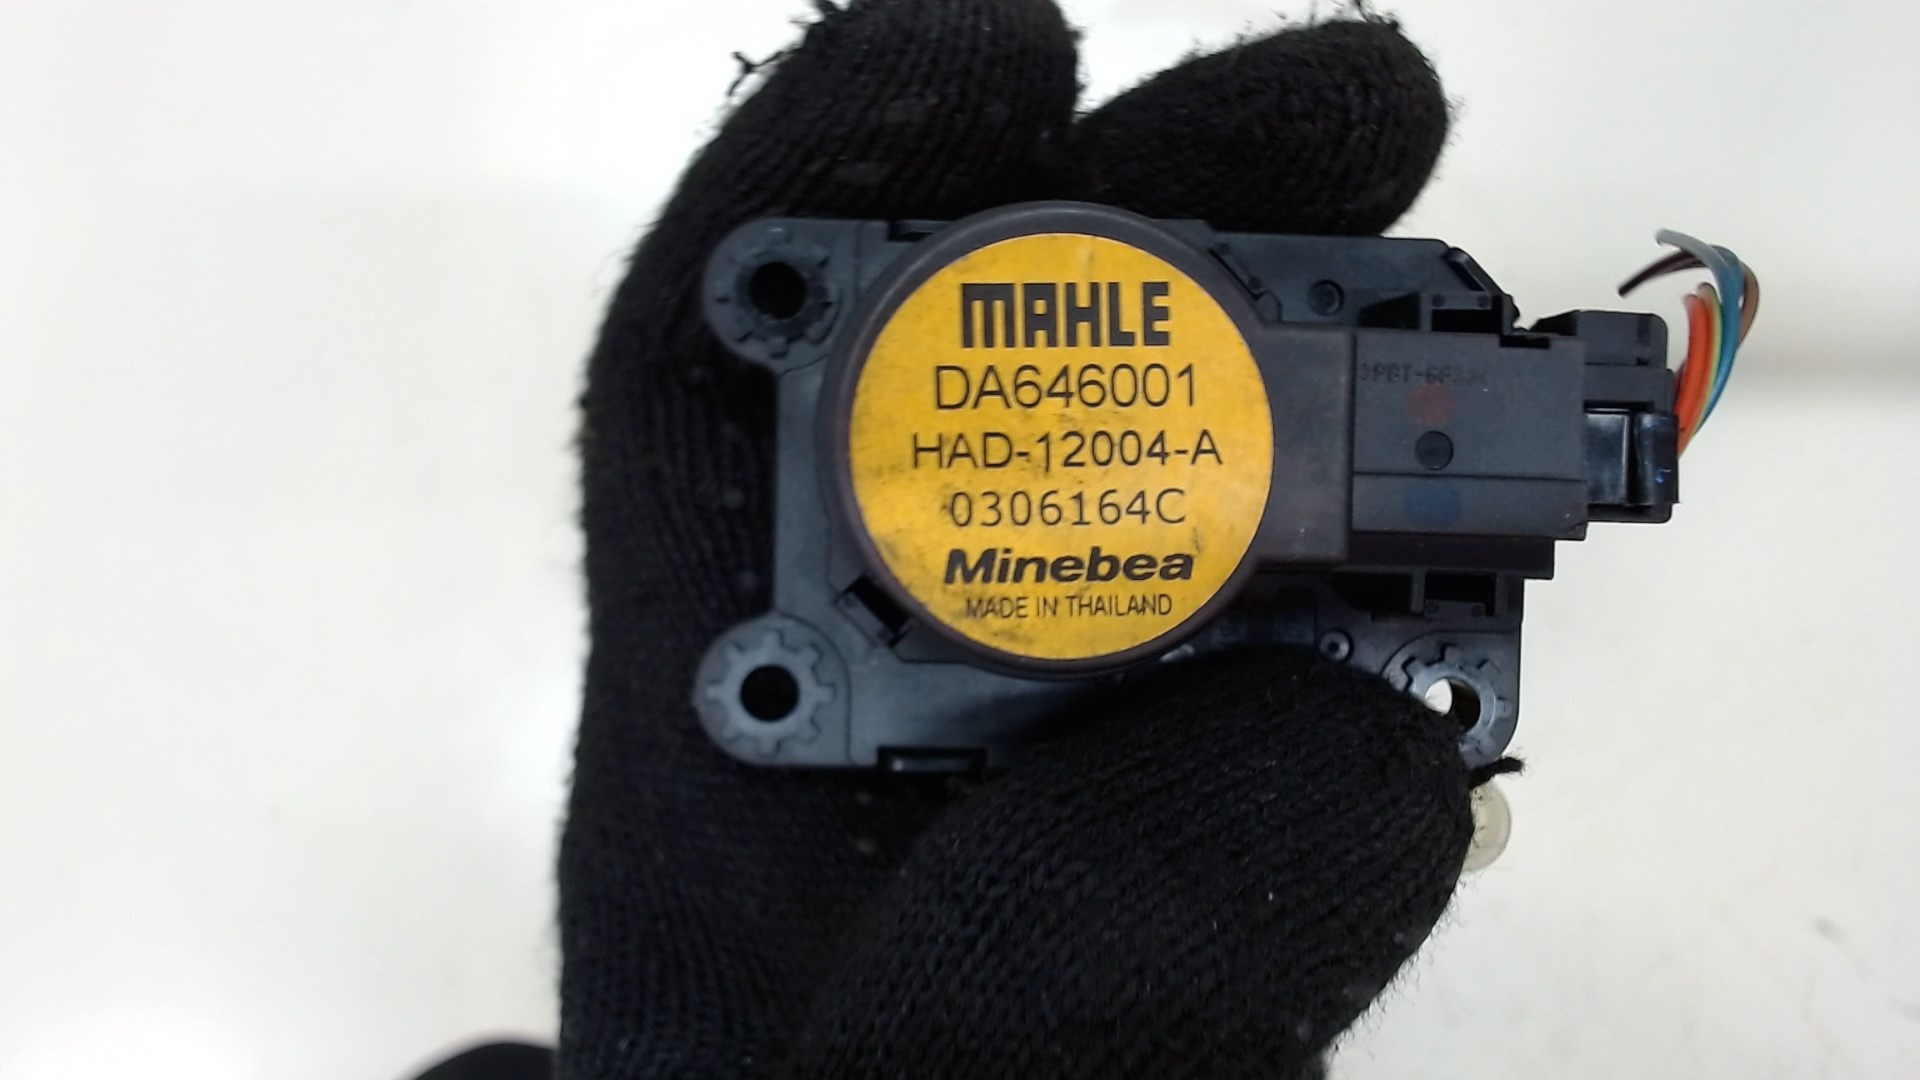 MAHLE
DA646001
HAD-12004-A
0306164C
Minebea
MADE IN THAILAND